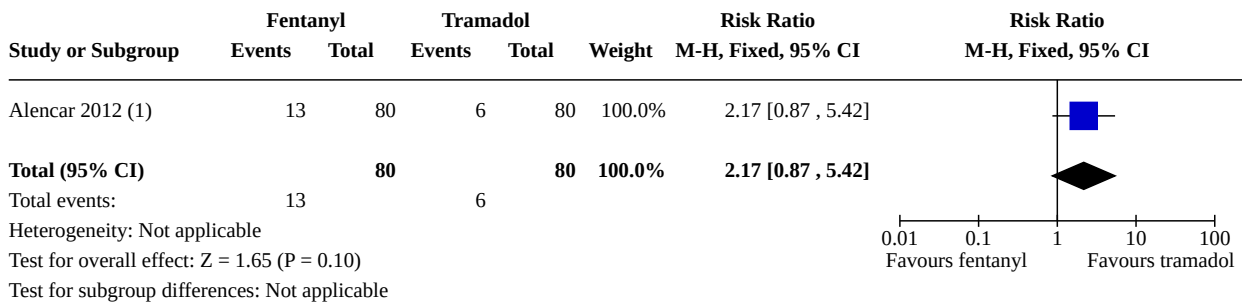 Fentanyl Tramadol Risk Ratio Risk Ratio
Study or Subgroup Events Total Events Total Weight M-H, Fixed, 95% CI M-H, Fixed, 95% CI
Alencar 2012 (1) 13 80 6 80 100.0% 2.17 [0.87 , 5.42]
Total (95% CI) 80 80 100.0% 2.17 [0.87 , 5.42]
Total events: 13 6
Heterogeneity: Not applicable
0.01 0.1 1 10 100
Test for overall effect: Z = 1.65 (P = 0.10) Favours fentanyl Favours tramadol
Test for subgroup differences: Not applicable